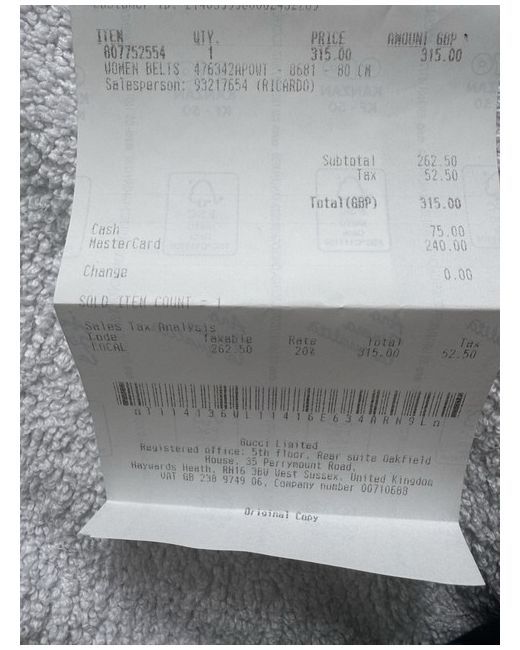 ITEM QTY. PRICE AMOUNT GBP
807752554 1 315.00 315.00
WOMEN BELTS 476342AP0WT - 8681 - 80 CM
Salesperson: 93217654 (RICARDO)
Subtotal 262.50
Tax 52.50
Total(GBP) 315.00
Cash 75.00
MasterCard 240.00
Change 0.00
SOLD ITEM COUNT = 1
Sales Tax Analysis
Code Taxable Rate Total Tax
LOCAL 262.50 20% 315.00 52.50
Gucci Limited
Registered office: 5th floor, Rear suite Oakfield
House, 35 Perrymount Road,
Haywards Heath, RH16 3BW West Sussex, United Kingdom
VAT GB 238 9749 06, Company number 00710668
Original Copy